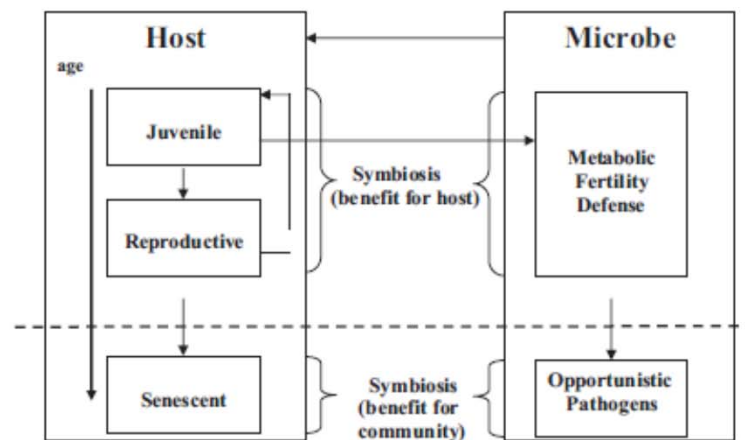 Host
Microbe
age
Juvenile
Reproductive
Symbiosis
(benefit for host)
Metabolic
Fertility
Defense
Senescent
Symbiosis
(benefit for
community)
Opportunistic
Pathogens